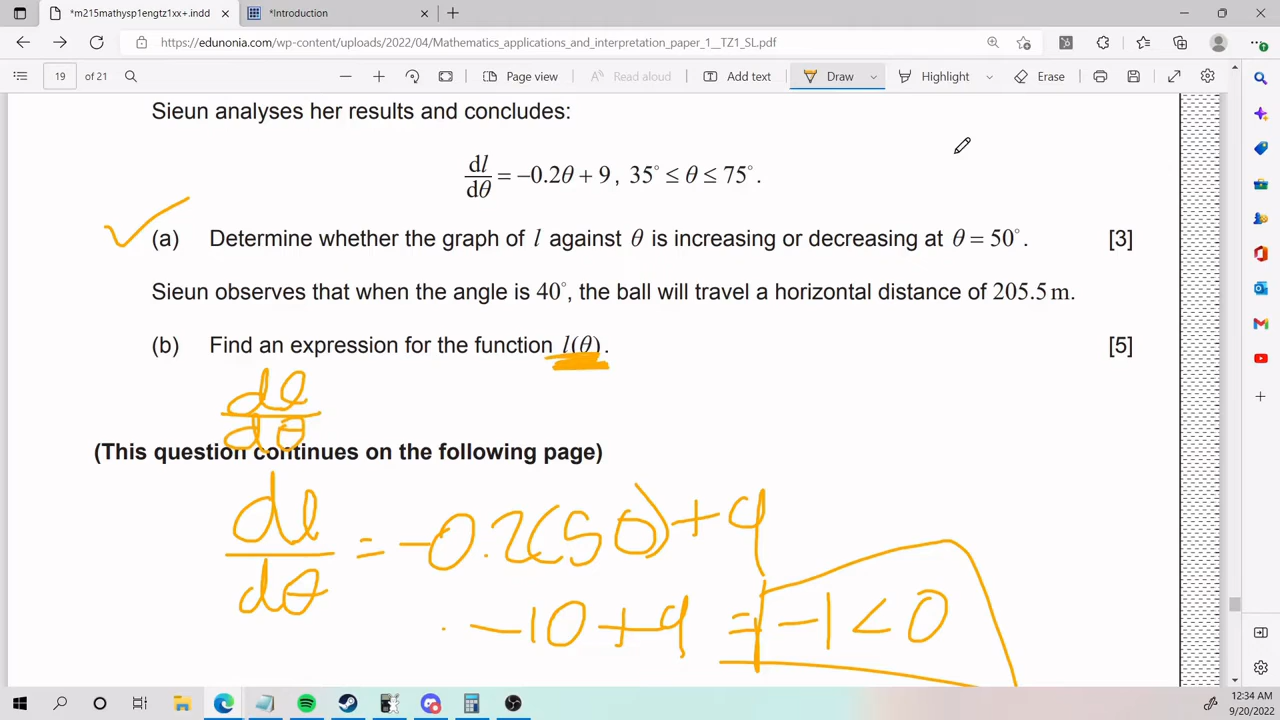 *m215mathysp1engtz1xx+.indd
*Introduction
https://edunonia.com/wp-content/uploads/2022/04/Mathematics_applications_and_interpretation_paper_1__TZ1_SL.pdf
19 of 21 Page view Read aloud Add text Draw Highlight Erase
Sieun analyses her results and concludes:
dl/dθ = −0.2θ + 9, 35° ≤ θ ≤ 75°.
(a) Determine whether the graph of l against θ is increasing or decreasing at θ = 50°. [3]
Sieun observes that when the angle is 40°, the ball will travel a horizontal distance of 205.5 m.
(b) Find an expression for the function l(θ). [5]
dl/dθ
(This question continues on the following page)
dl/dθ = −0.2(50)+9
−10+9 = −1<0
12:34 AM
9/20/2022